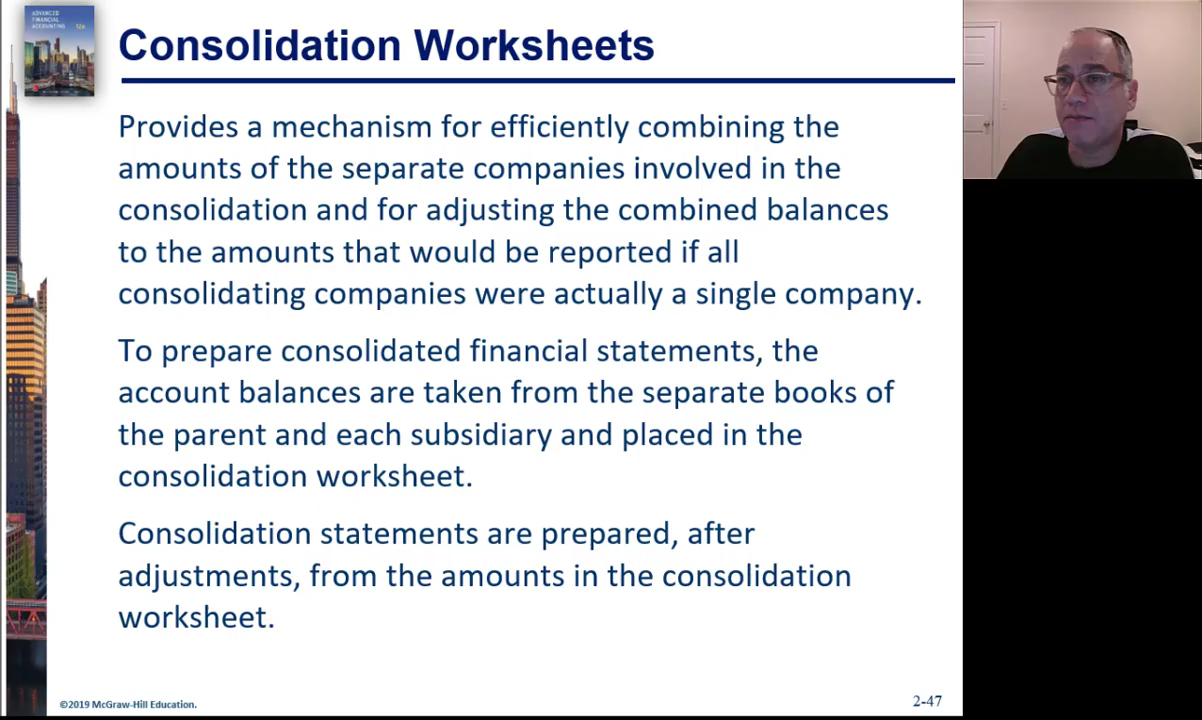 ADVANCED
FINANCIAL
ACCOUNTING
12e
Consolidation Worksheets
Provides a mechanism for efficiently combining the
amounts of the separate companies involved in the
consolidation and for adjusting the combined balances
to the amounts that would be reported if all
consolidating companies were actually a single company.
To prepare consolidated financial statements, the
account balances are taken from the separate books of
the parent and each subsidiary and placed in the
consolidation worksheet.
Consolidation statements are prepared, after
adjustments, from the amounts in the consolidation
worksheet.
©2019 McGraw-Hill Education.
2-47